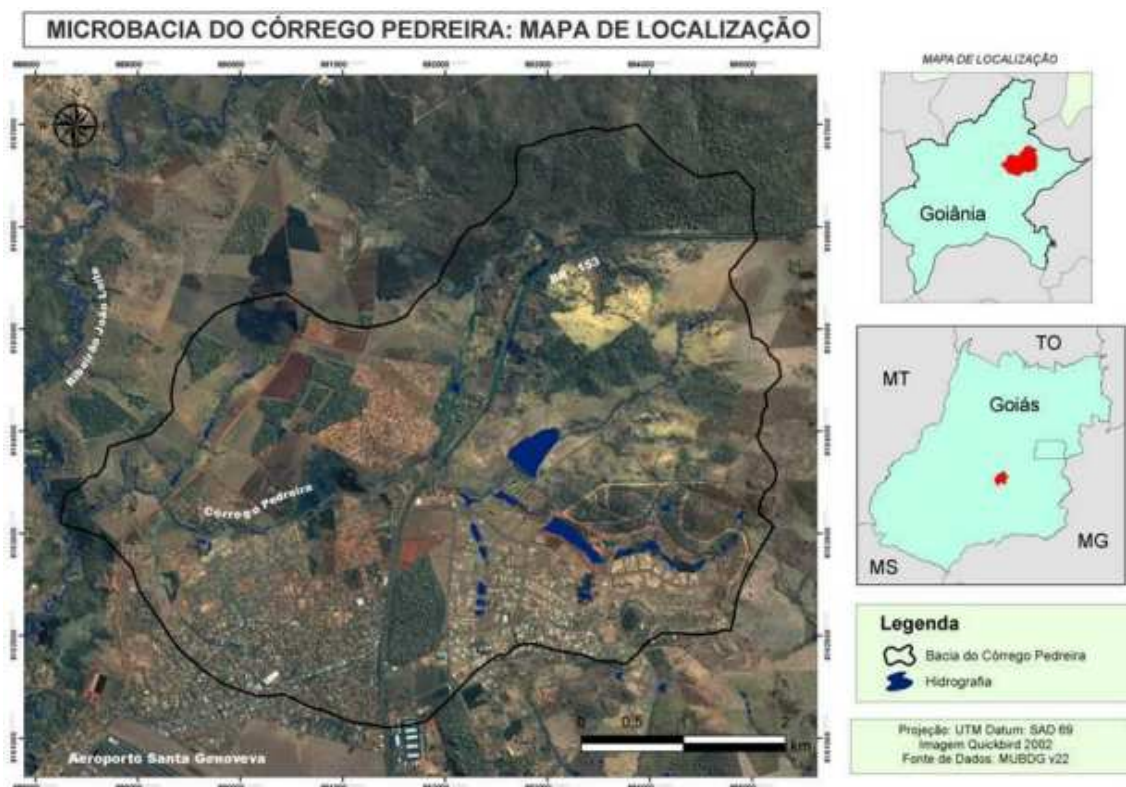 MICROBACIA DO CÓRREGO PEDREIRA: MAPA DE LOCALIZAÇÃO
MAPA DE LOCALIZAÇÃO
Goiânia
BR - 153
Ribeirão João Leite
Córrego Pedreira
Aeroporto Santa Genoveva
0 0,5 1 2
km
TO
MT
Goiás
MG
MS
Legenda
Bacia do Córrego Pedreira
Hidrografia
Projeção: UTM Datum: SAD 69
Imagem Quickbird 2002
Fonte de Dados: MUBDG v22